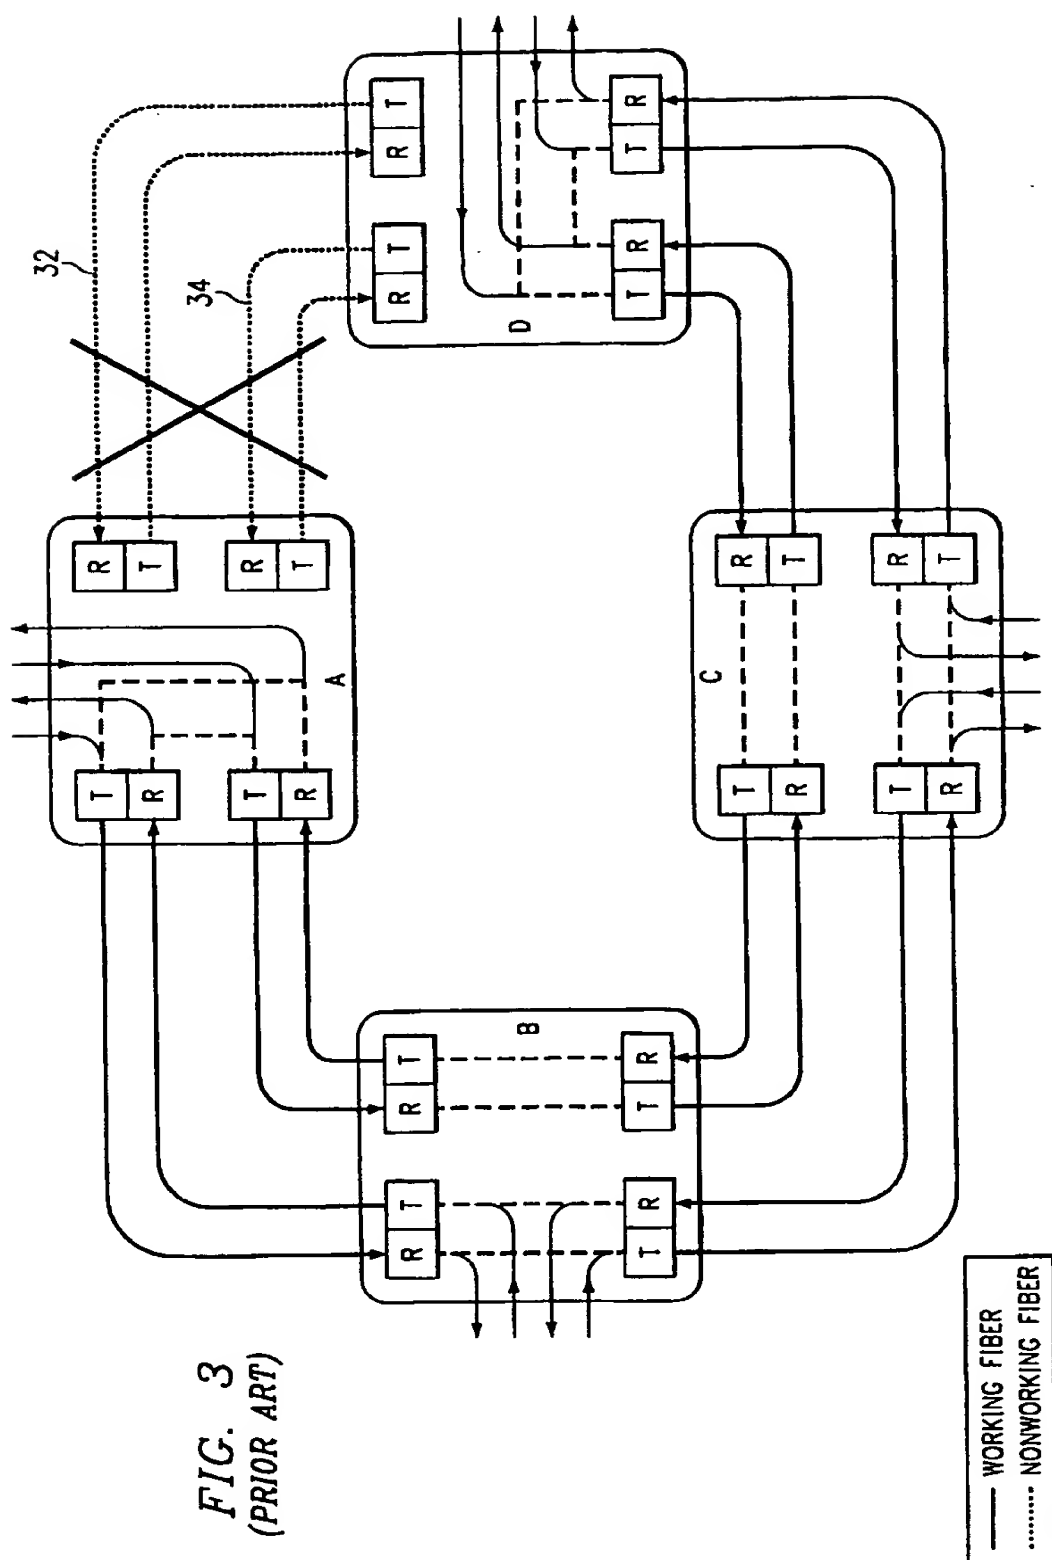 FIG. 3
(PRIOR ART)
32
T R
R T
34
T R
R T
A
R T R T
R T R T
B
D
T R T R
T R T R
C
T R
R T
T R
R T
WORKING FIBER
NONWORKING FIBER